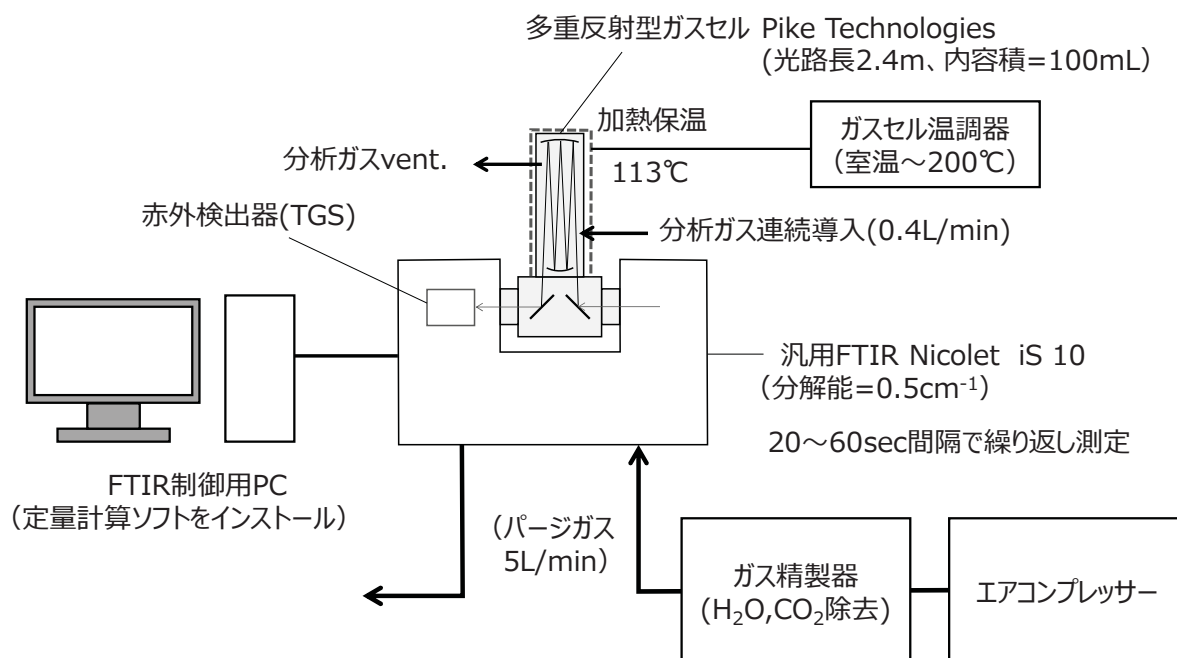 多重反射型ガスセル Pike Technologies
(光路長2.4m、内容積=100mL)
加熱保温
ガスセル温調器
(室温～200℃)
分析ガスvent.
113℃
赤外検出器(TGS)
分析ガス連続導入(0.4L/min)
汎用FTIR Nicolet iS 10
(分解能=0.5cm⁻¹)
20～60sec間隔で繰り返し測定
FTIR制御用PC
(定量計算ソフトをインストール)
(パージガス
5L/min)
ガス精製器
(H₂O,CO₂除去)
エアコンプレッサー